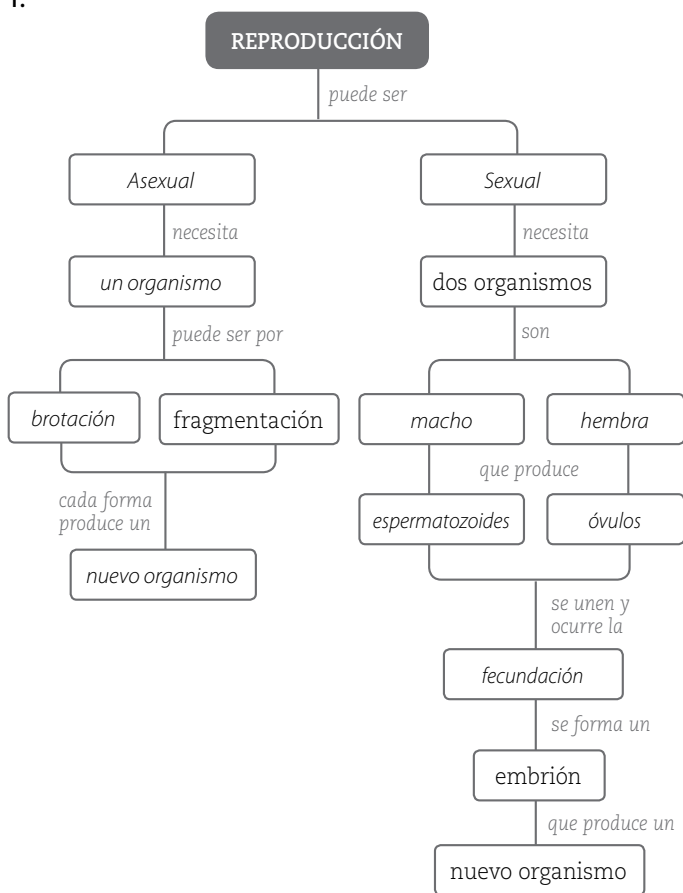 1.
REPRODUCCIÓN
puede ser
Asexual
Sexual
necesita
necesita
un organismo
dos organismos
puede ser por
son
brotación
fragmentación
macho
hembra
que produce
cada forma
produce un
espermatozoides
óvulos
nuevo organismo
se unen y
ocurre la
fecundación
se forma un
embrión
que produce un
nuevo organismo